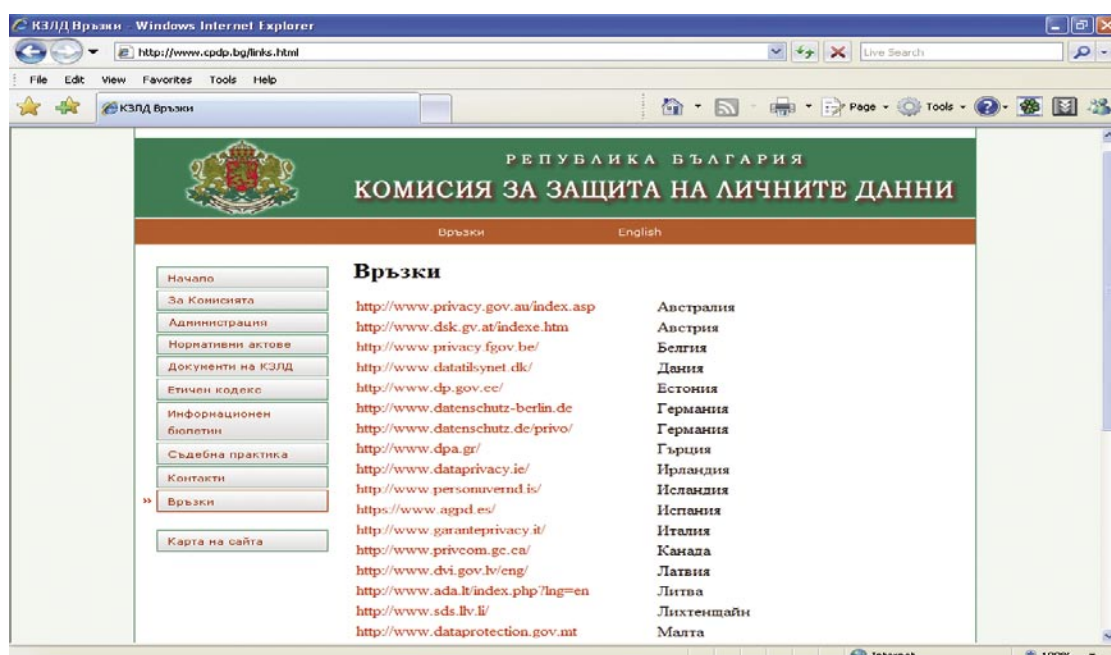 КЗЛД Връзки - Windows Internet Explorer
http://www.cpdp.bg/links.html
Live Search
File Edit View Favorites Tools Help
КЗЛД Връзки
Page Tools
РЕПУБЛИКА БЪЛГАРИЯ
КОМИСИЯ ЗА ЗАЩИТА НА ЛИЧНИТЕ ДАННИ
Връзки English
Начало
За Комисията
Администрация
Нормативни актове
Документи на КЗЛД
Етичен кодекс
Информационен
бюлетин
Съдебна практика
Контакти
» Връзки
Карта на сайта
Връзки
http://www.privacy.gov.au/index.asp Австралия
http://www.dsk.gv.at/indexe.htm Австрия
http://www.privacy.fgov.be/ Белгия
http://www.datatilsynet.dk/ Дания
http://www.dp.gov.ee/ Естония
http://www.datenschutz-berlin.de Германия
http://www.datenschutz.de/privo/ Германия
http://www.dpa.gr/ Гърция
http://www.dataprivacy.ie/ Ирландия
http://www.personuvernd.is/ Исландия
https://www.agpd.es/ Испания
http://www.garanteprivacy.it/ Италия
http://www.privcom.gc.ca/ Канада
http://www.dvi.gov.lv/eng/ Латвия
http://www.ada.lt/index.php?lng=en Литва
http://www.sds.llv.li/ Лихтенщайн
http://www.dataprotection.gov.mt Малта